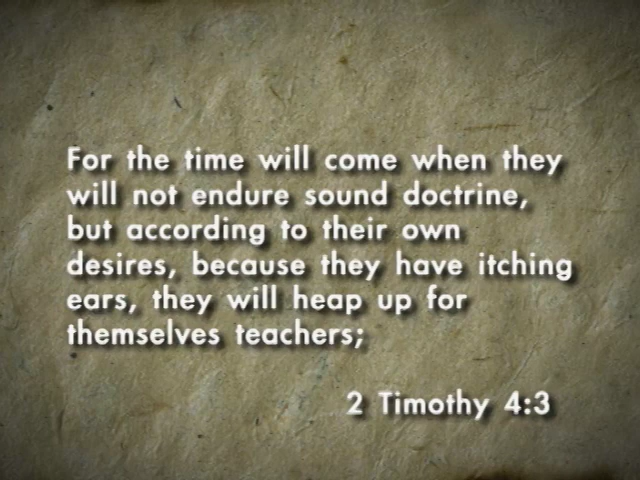 For the time will come when they
will not endure sound doctrine,
but according to their own
desires, because they have itching
ears, they will heap up for
themselves teachers;
2 Timothy 4:3